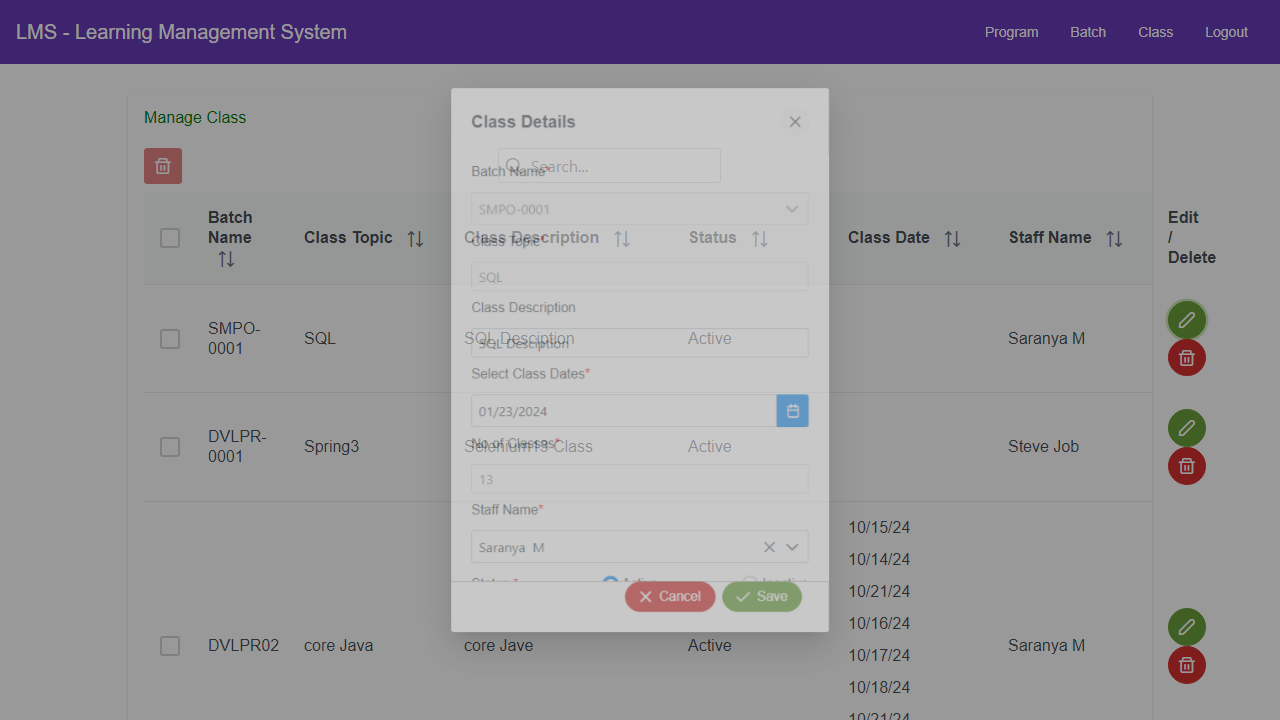 LMS - Learning Management System
Program
Batch
Class
Logout
Manage Class
Search...
Batch Name
Class Topic
Class Description
Status
Class Date
Staff Name
Edit / Delete
SMPO-0001
SQL
SQL Desciption
Active
Saranya M
DVLPR-0001
Spring3
Selenium13 Class
Active
Steve Job
DVLPR02
core Java
core Jave
Active
10/15/24
10/14/24
10/21/24
10/16/24
10/17/24
10/18/24
10/21/24
Saranya M
Class Details
Batch Name*
SMPO-0001
Class Topic*
SQL
Class Description
SQL Desciption
Select Class Dates*
01/23/2024
No of Classes*
13
Staff Name*
Saranya M
Status *
Active
Inactive
Cancel
Save